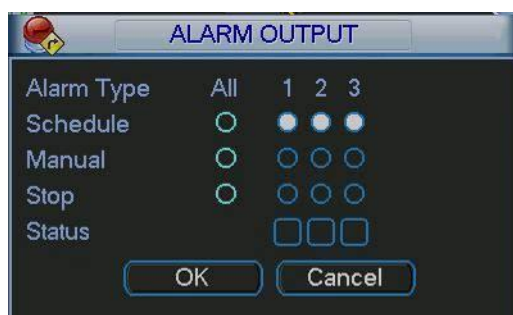 ALARM OUTPUT
Alarm Type All 1 2 3
Schedule
Manual
Stop
Status
OK Cancel